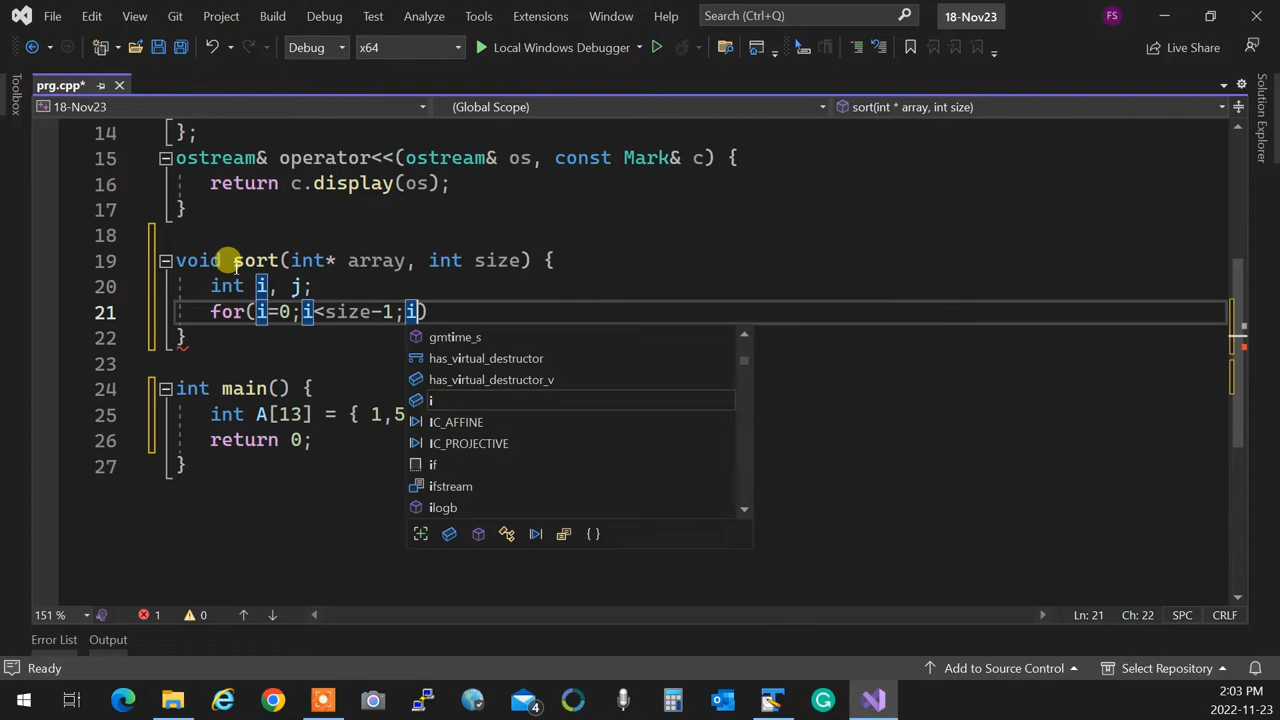 File Edit View Git Project Build Debug Test Analyze Tools Extensions Window Help Search (Ctrl+Q) 18-Nov23 FS
Debug x64 Local Windows Debugger Live Share
prg.cpp*
18-Nov23 (Global Scope) sort(int * array, int size)
Toolbox
Solution Explorer
14 };
15 ostream& operator<<(ostream& os, const Mark& c) {
16 return c.display(os);
17 }
18
19 void sort(int* array, int size) {
20 int i, j;
21 for(i=0;i<size-1;i)
22 }
23
24 int main() {
25 int A[13] = { 1,5
26 return 0;
27 }
gmtime_s
has_virtual_destructor
has_virtual_destructor_v
i
IC_AFFINE
IC_PROJECTIVE
if
ifstream
ilogb
{ }
151 % 1 0 Ln: 21 Ch: 22 SPC CRLF
Error List Output
Ready Add to Source Control Select Repository
4
2:03 PM
2022-11-23